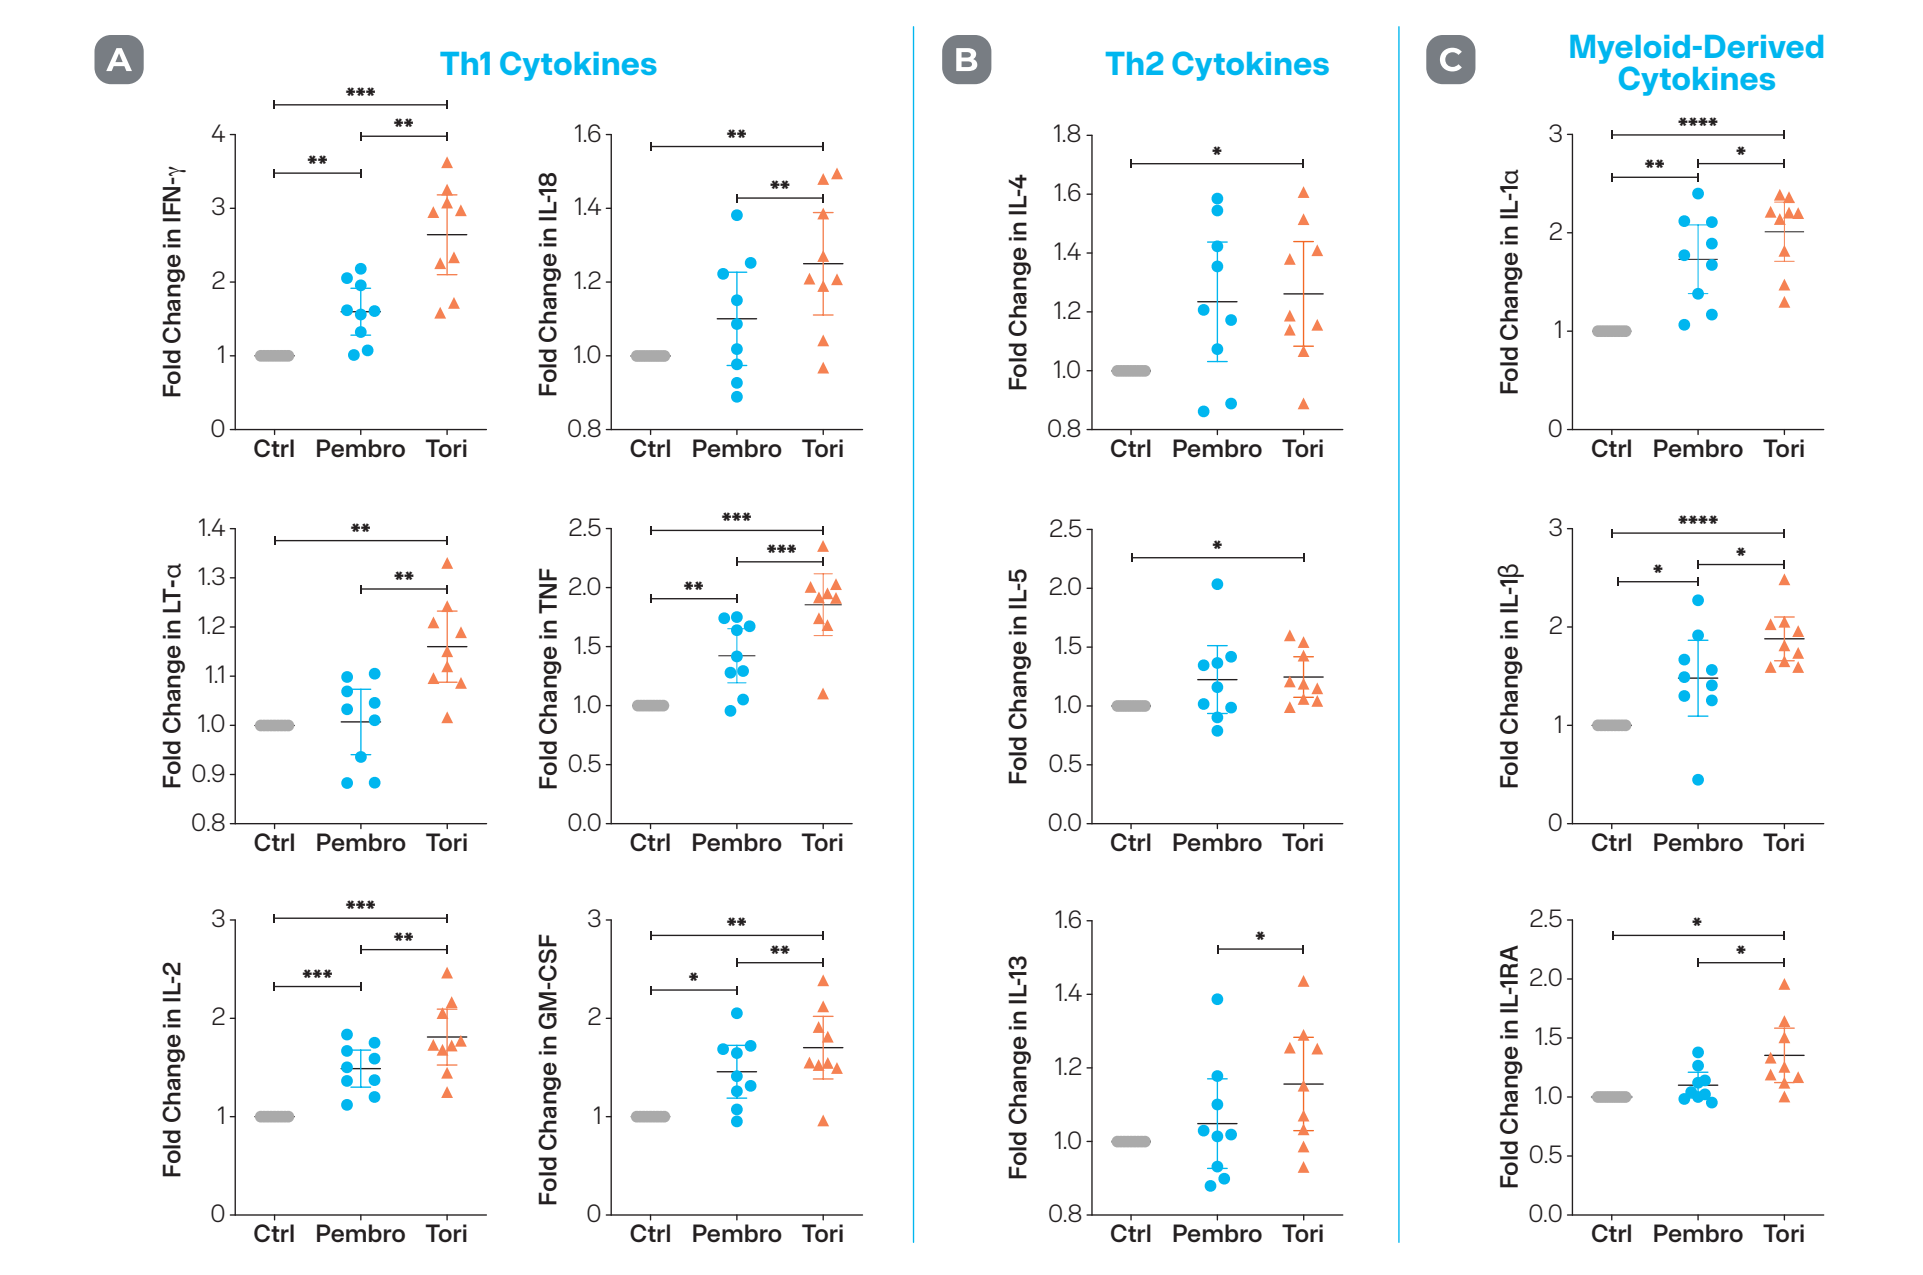 A
Th1 Cytokines
Fold Change in IFN-γ
4
3
2
1
0
***
**
**
Ctrl Pembro Tori
Fold Change in IL-18
1.6
1.4
1.2
1.0
0.8
**
**
Ctrl Pembro Tori
Fold Change in LT-α
1.4
1.3
1.2
1.1
1.0
0.9
0.8
**
**
Ctrl Pembro Tori
Fold Change in TNF
2.5
2.0
1.5
1.0
0.5
0.0
***
***
**
Ctrl Pembro Tori
Fold Change in IL-2
3
2
1
0
***
**
***
Ctrl Pembro Tori
Fold Change in GM-CSF
3
2
1
0
**
**
*
Ctrl Pembro Tori
B
Th2 Cytokines
Fold Change in IL-4
1.8
1.6
1.4
1.2
1.0
0.8
*
Ctrl Pembro Tori
Fold Change in IL-5
2.5
2.0
1.5
1.0
0.5
0.0
*
Ctrl Pembro Tori
Fold Change in IL-13
1.6
1.4
1.2
1.0
0.8
*
Ctrl Pembro Tori
C
Myeloid-Derived
Cytokines
Fold Change in IL-1α
3
2
1
0
****
*
**
Ctrl Pembro Tori
Fold Change in IL-1β
3
2
1
0
****
*
*
Ctrl Pembro Tori
Fold Change in IL-1RA
2.5
2.0
1.5
1.0
0.5
0.0
*
*
Ctrl Pembro Tori